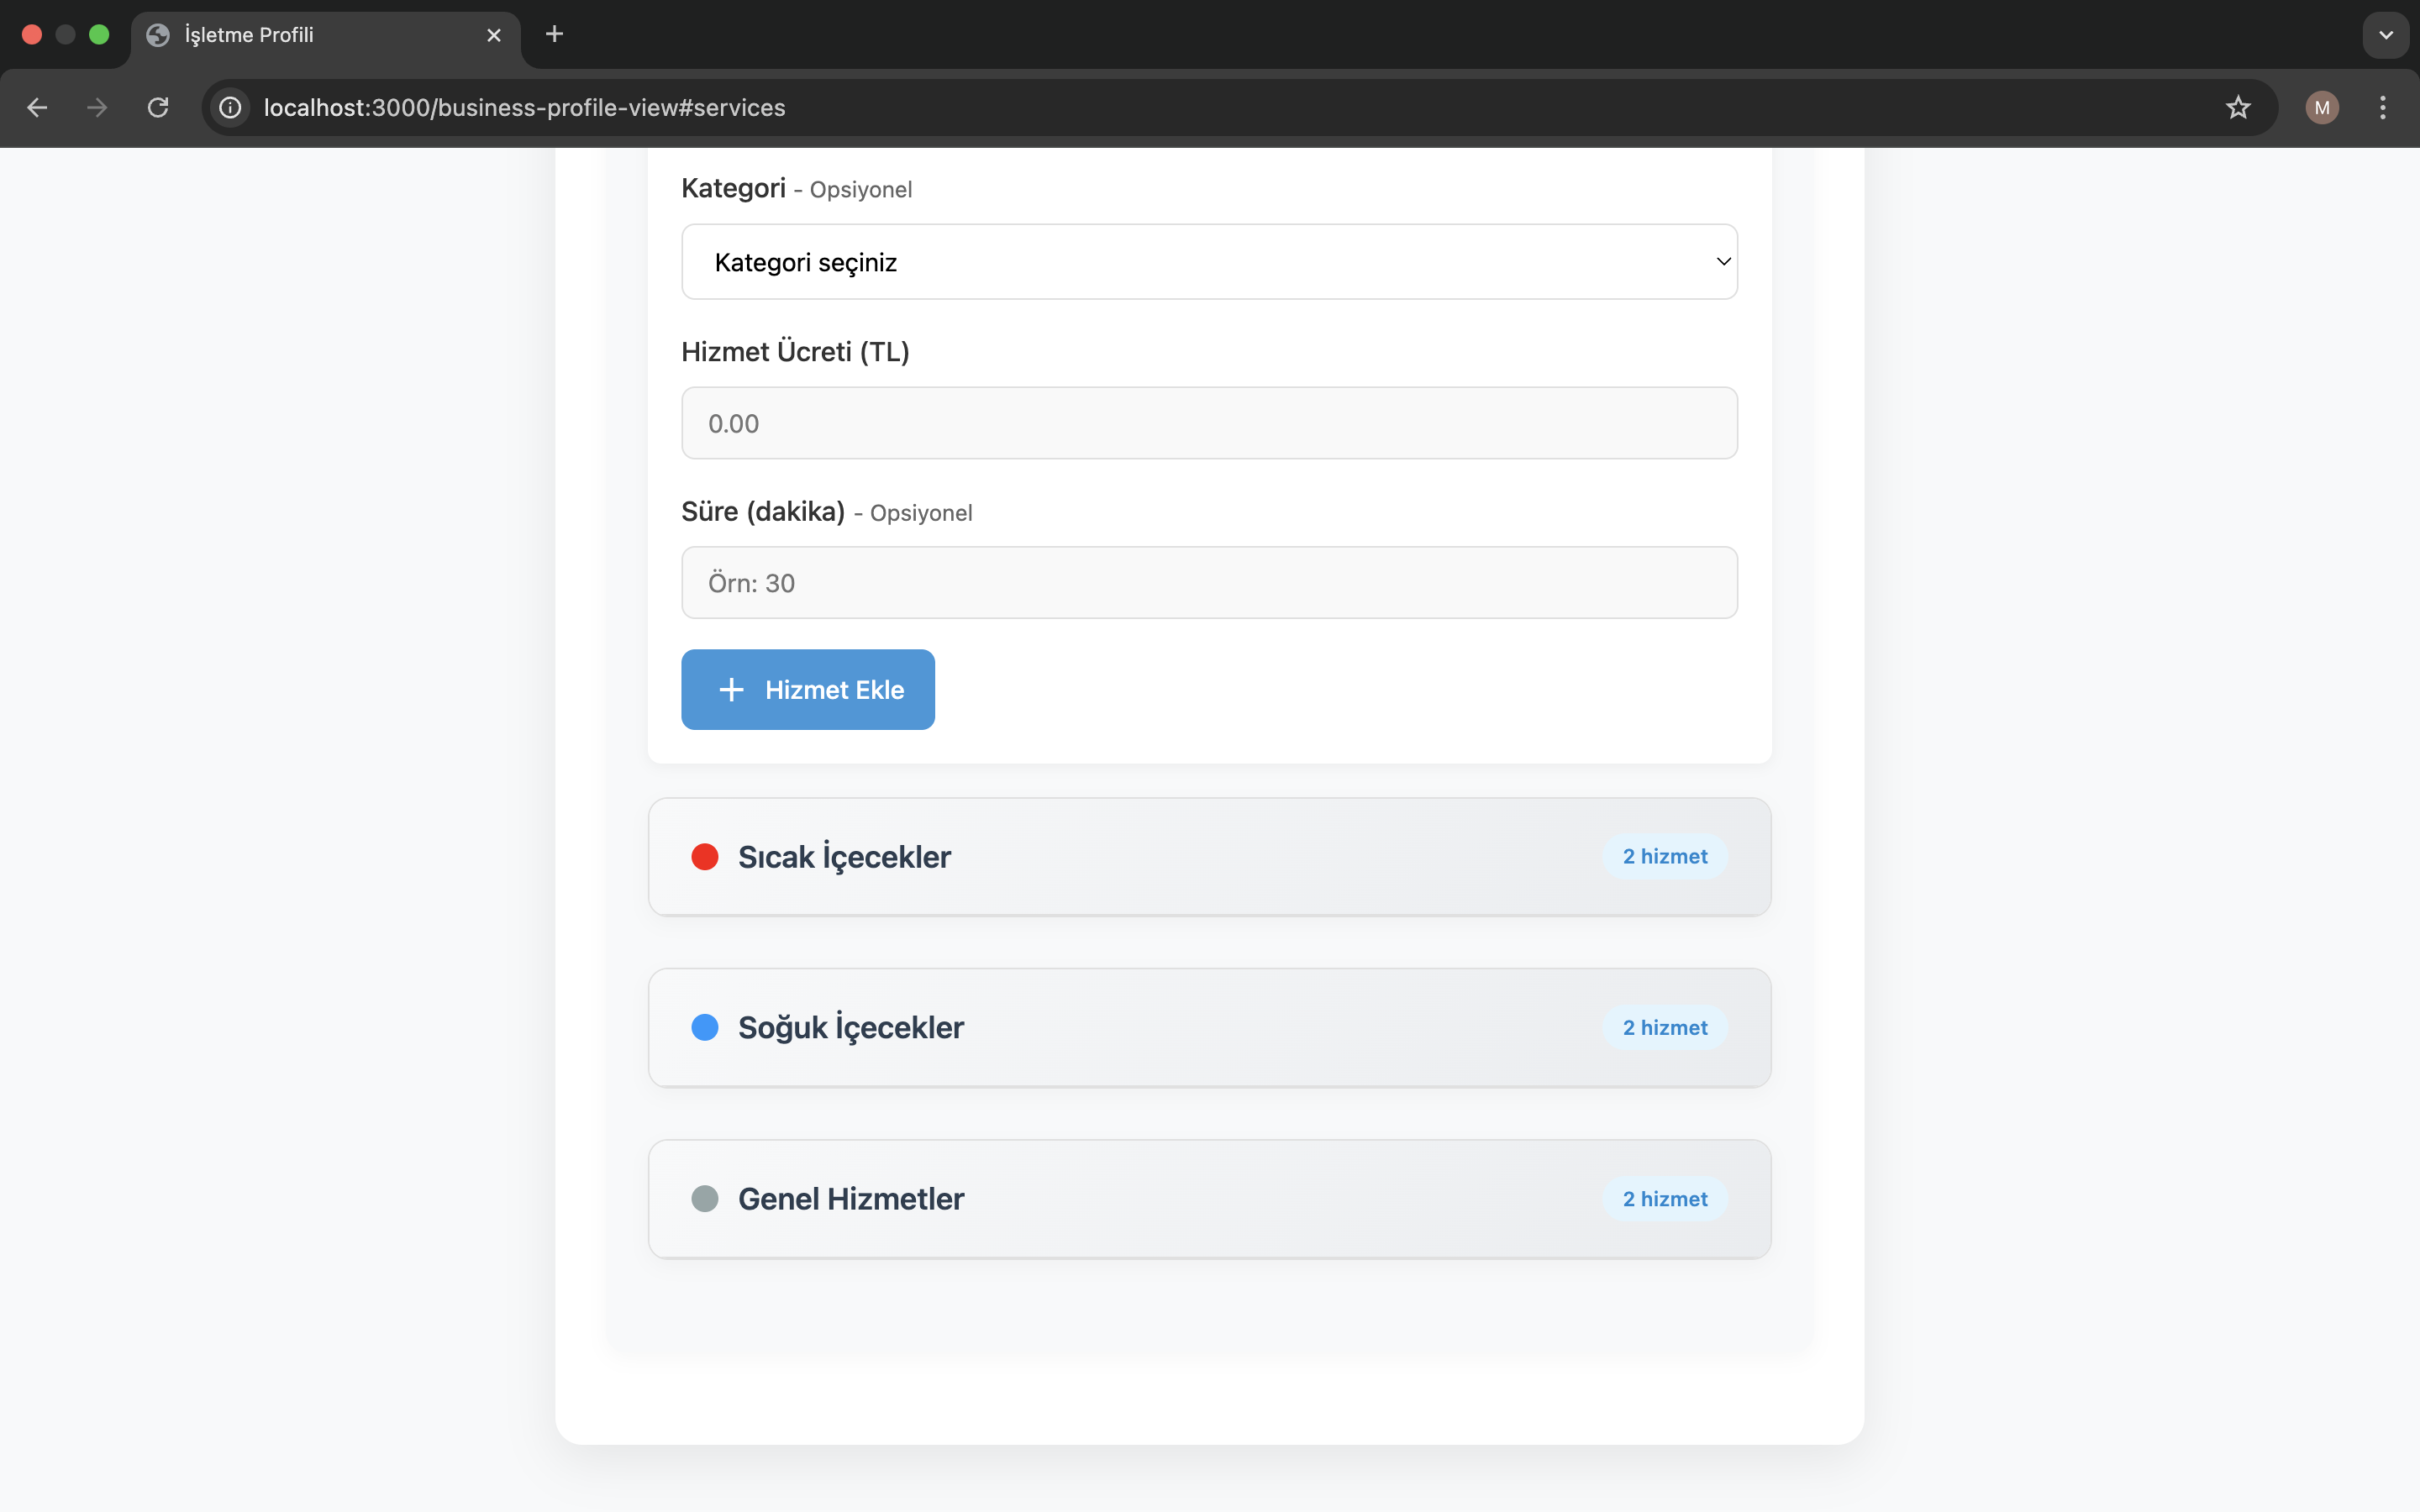 İşletme Profili
localhost:3000/business-profile-view#services
M
Kategori - Opsiyonel
Kategori seçiniz
Hizmet Ücreti (TL)
0.00
Süre (dakika) - Opsiyonel
Örn: 30
+ Hizmet Ekle
Sıcak İçecekler 2 hizmet
Soğuk İçecekler 2 hizmet
Genel Hizmetler 2 hizmet